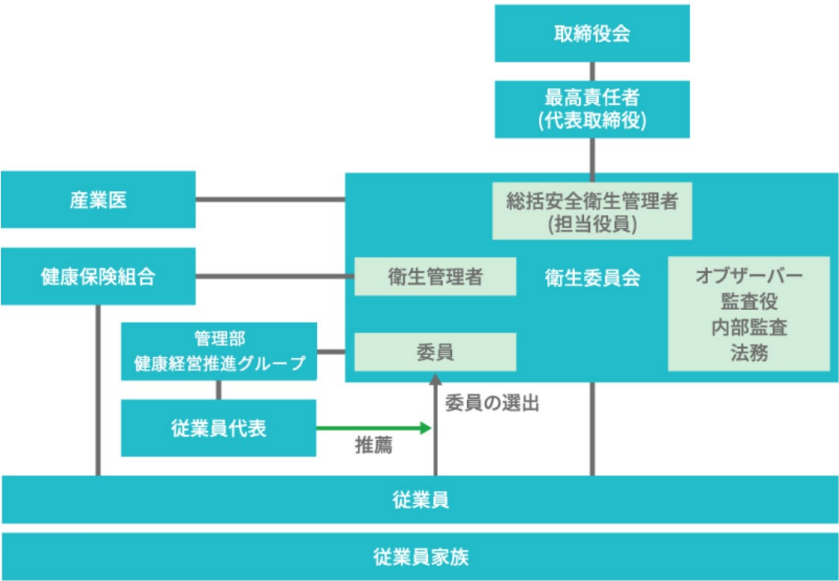 取締役会
最高責任者
(代表取締役)
産業医
総括安全衛生管理者
(担当役員)
健康保険組合
衛生管理者
衛生委員会
オブザーバー
監査役
内部監査
法務
管理部
健康経営推進グループ
委員
委員の選出
従業員代表
推薦
従業員
従業員家族